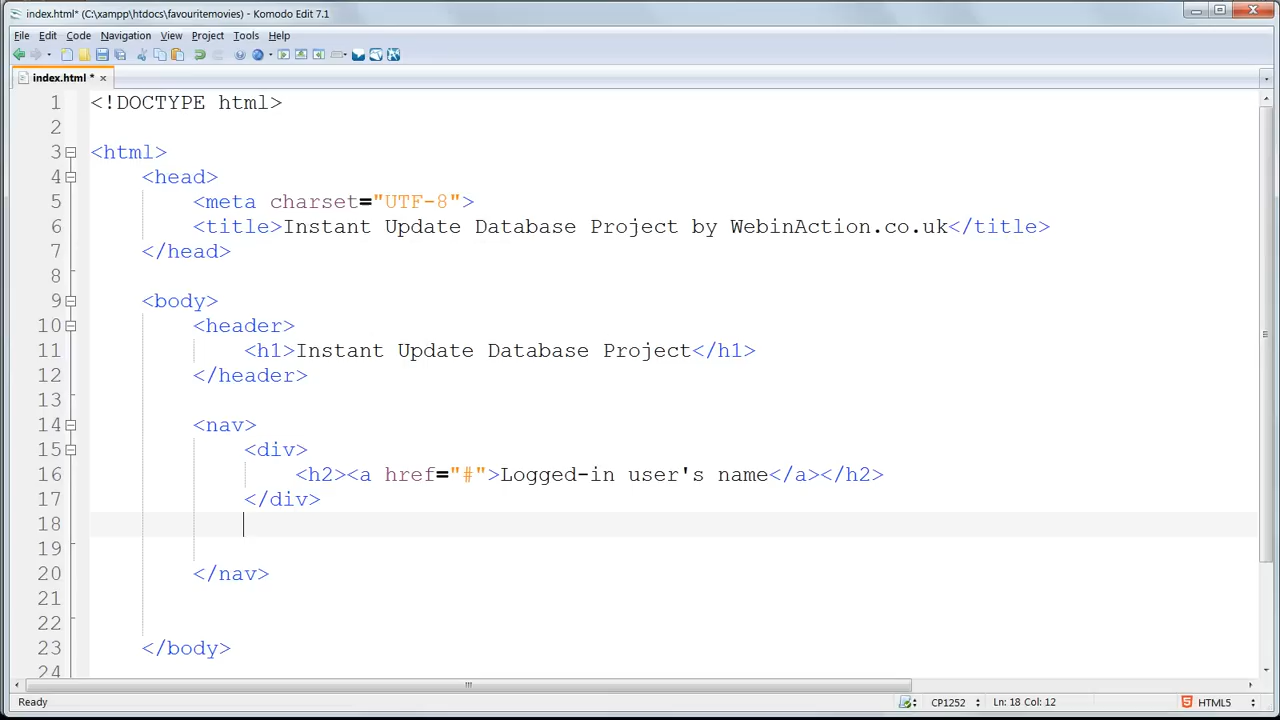 index.html* (C:\xampp\htdocs\favouritemovies) - Komodo Edit 7.1
File Edit Code Navigation View Project Tools Help
index.html *
1 <!DOCTYPE html>
2
3 <html>
4 <head>
5 <meta charset="UTF-8">
6 <title>Instant Update Database Project by WebinAction.co.uk</title>
7 </head>
8
9 <body>
10 <header>
11 <h1>Instant Update Database Project</h1>
12 </header>
13
14 <nav>
15 <div>
16 <h2><a href="#">Logged-in user's name</a></h2>
17 </div>
18
19
20 </nav>
21
22
23 </body>
24
Ready CP1252 Ln: 18 Col: 12 HTML5